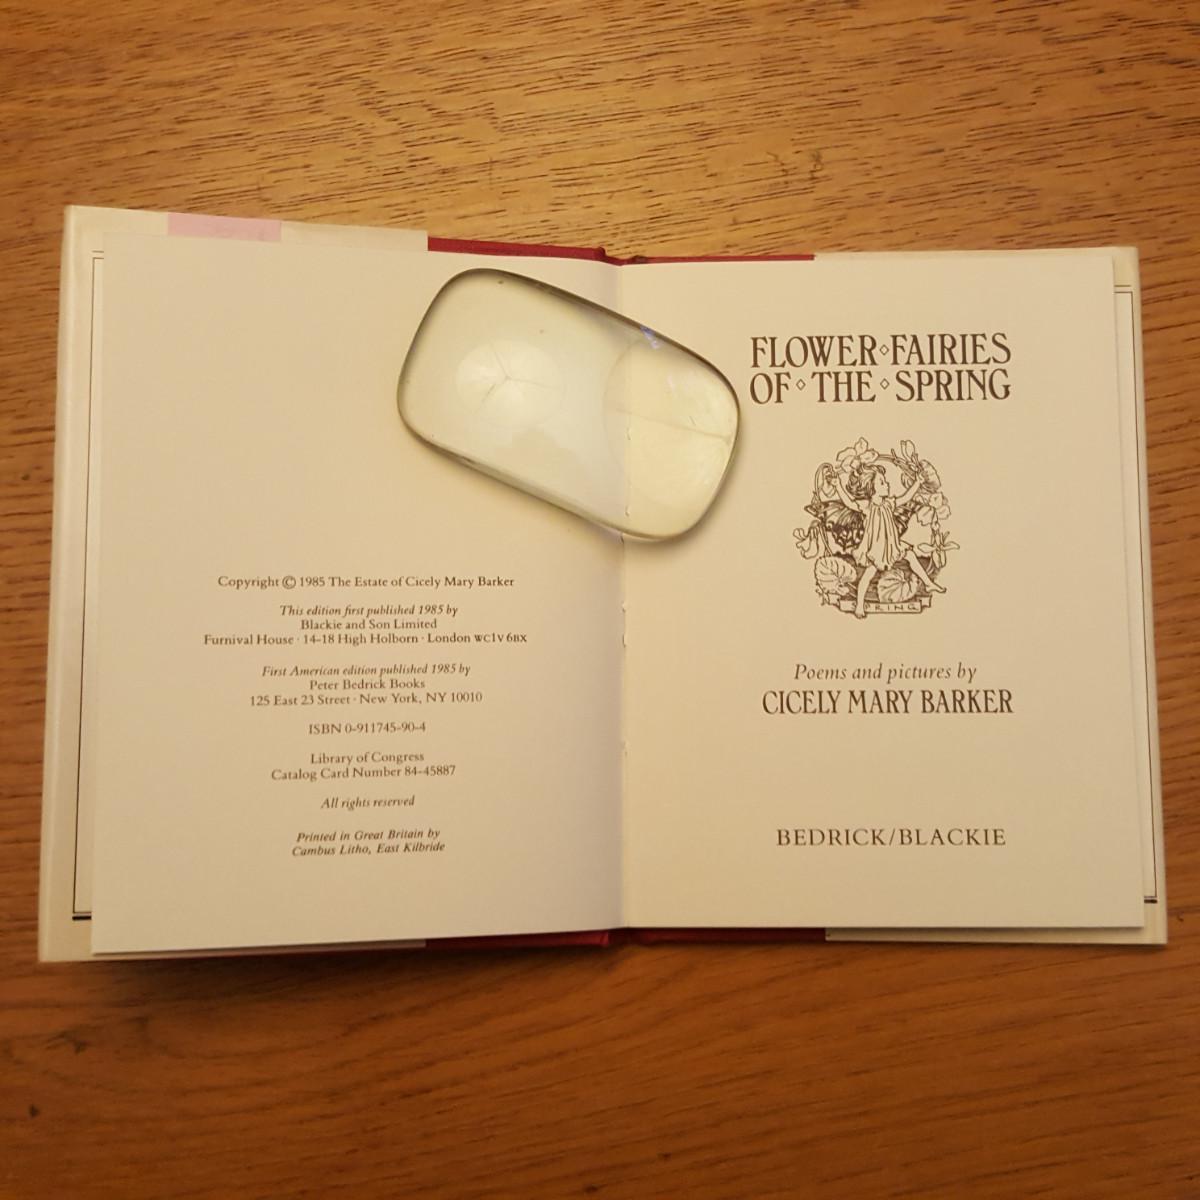 Copyright © 1985 The Estate of Cicely Mary Barker
This edition first published 1985 by
Blackie and Son Limited
Furnival House · 14-18 High Holborn · London WC1V 6BX
First American edition published 1985 by
Peter Bedrick Books
125 East 23 Street · New York, NY 10010
ISBN 0-911745-90-4
Library of Congress
Catalog Card Number 84-45887
All rights reserved
Printed in Great Britain by
Cambus Litho, East Kilbride
FLOWER◇FAIRIES
OF◇THE◇SPRING
SPRING
Poems and pictures by
CICELY MARY BARKER
BEDRICK/BLACKIE